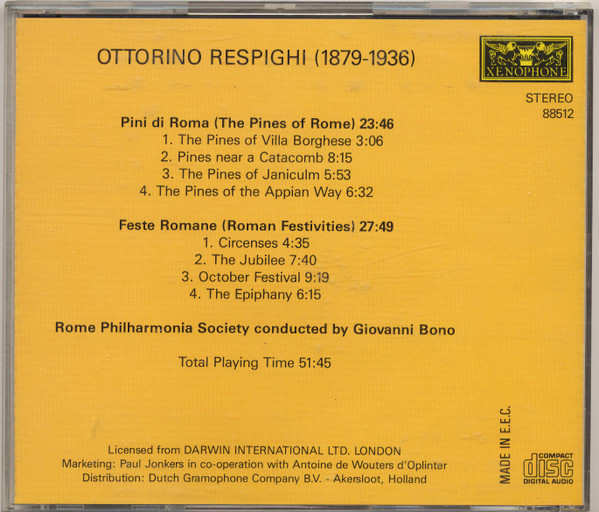 OTTORINO RESPIGHI (1879-1936)
XENOPHONE
STEREO
88512
Pini di Roma (The Pines of Rome) 23:46
1. The Pines of Villa Borghese 3:06
2. Pines near a Catacomb 8:15
3. The Pines of Janiculm 5:53
4. The Pines of the Appian Way 6:32
Feste Romane (Roman Festivities) 27:49
1. Circenses 4:35
2. The Jubilee 7:40
3. October Festival 9:19
4. The Epiphany 6:15
Rome Philharmonia Society conducted by Giovanni Bono
Total Playing Time 51:45
Licensed from DARWIN INTERNATIONAL LTD. LONDON
Marketing: Paul Jonkers in co-operation with Antoine de Wouters d'Oplinter
Distribution: Dutch Gramophone Company B.V. - Akersloot, Holland
MADE IN E.E.C.
COMPACT
disc
DIGITAL AUDIO